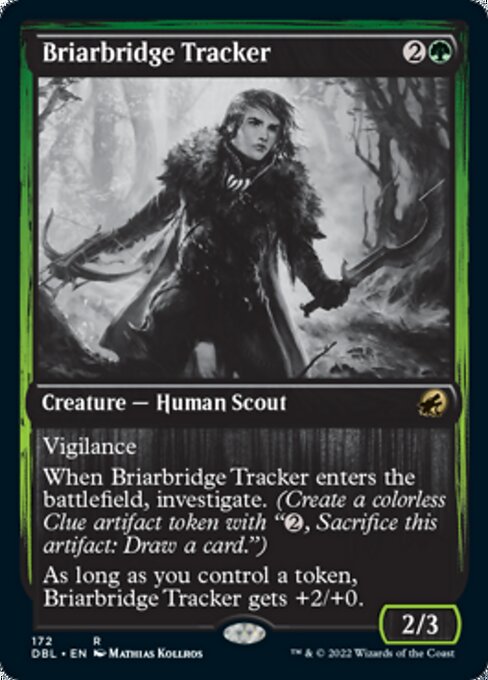 Briarbridge Tracker 2
Creature — Human Scout
Vigilance
When Briarbridge Tracker enters the
battlefield, investigate. (Create a colorless
Clue artifact token with “2, Sacrifice this
artifact: Draw a card.”)
As long as you control a token,
Briarbridge Tracker gets +2/+0.
2/3
172 R
DBL • EN Mathias Kollros
™ & © 2022 Wizards of the Coast